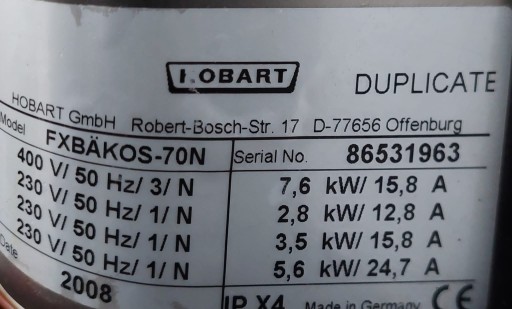 HOBART
DUPLICATE
HOBART GmbH Robert-Bosch-Str. 17 D-77656 Offenburg
Model FXBÄKOS-70N Serial No. 86531963
400 V/ 50 Hz/ 3/ N 7,6 kW/ 15,8 A
230 V/ 50 Hz/ 1/ N 2,8 kW/ 12,8 A
230 V/ 50 Hz/ 1/ N 3,5 kW/ 15,8 A
230 V/ 50 Hz/ 1/ N 5,6 kW/ 24,7 A
Date 2008 IP X4 Made in Germany CE